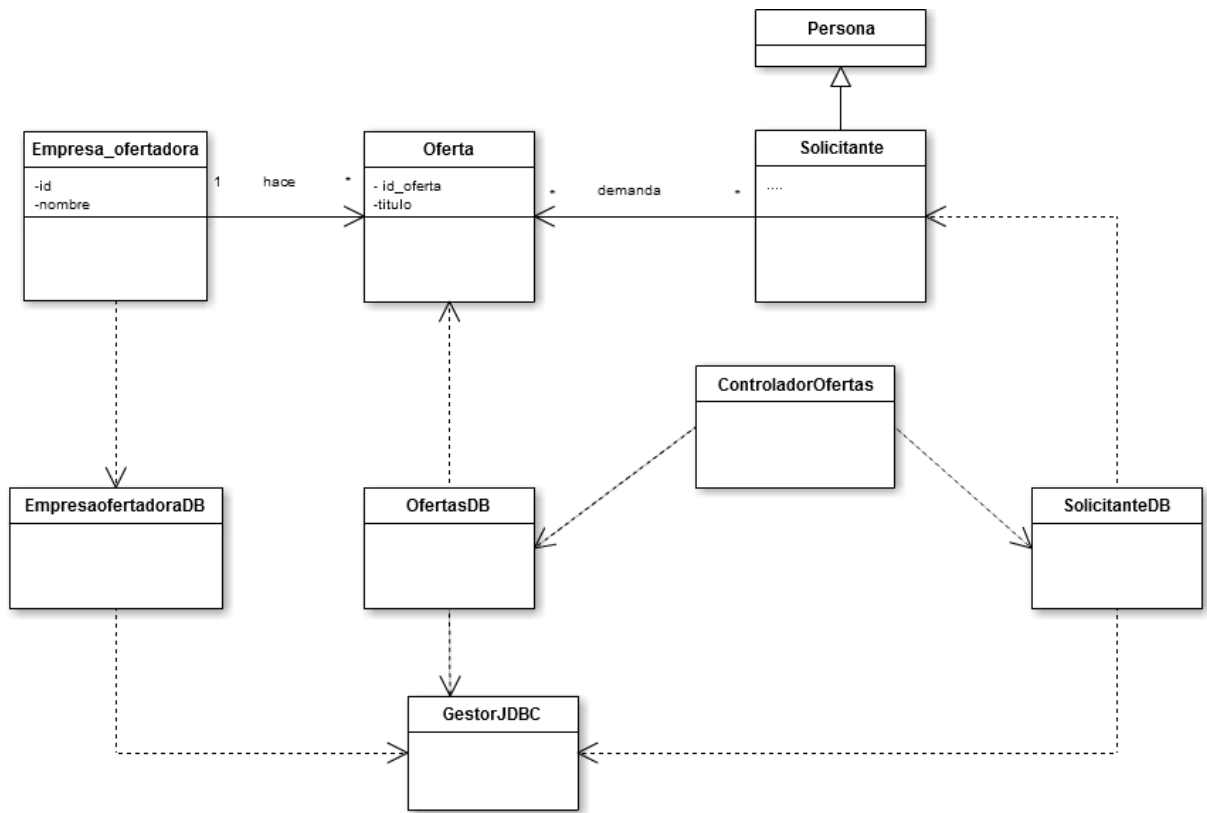 Persona
Empresa_ofertadora
-id
-nombre
1 hace *
Oferta
- id_oferta
-titulo
* demanda *
Solicitante
....
ControladorOfertas
EmpresaofertadoraDB
OfertasDB
SolicitanteDB
GestorJDBC